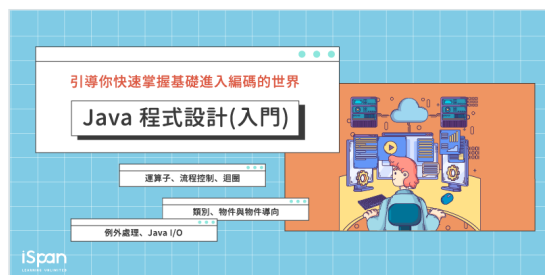 引導你快速掌握基礎進入編碼的世界
Java 程式設計(入門)
運算子、流程控制、迴圈
類別、物件與物件導向
例外處理、Java I/O
iSpan
LEARNING UNLIMITED